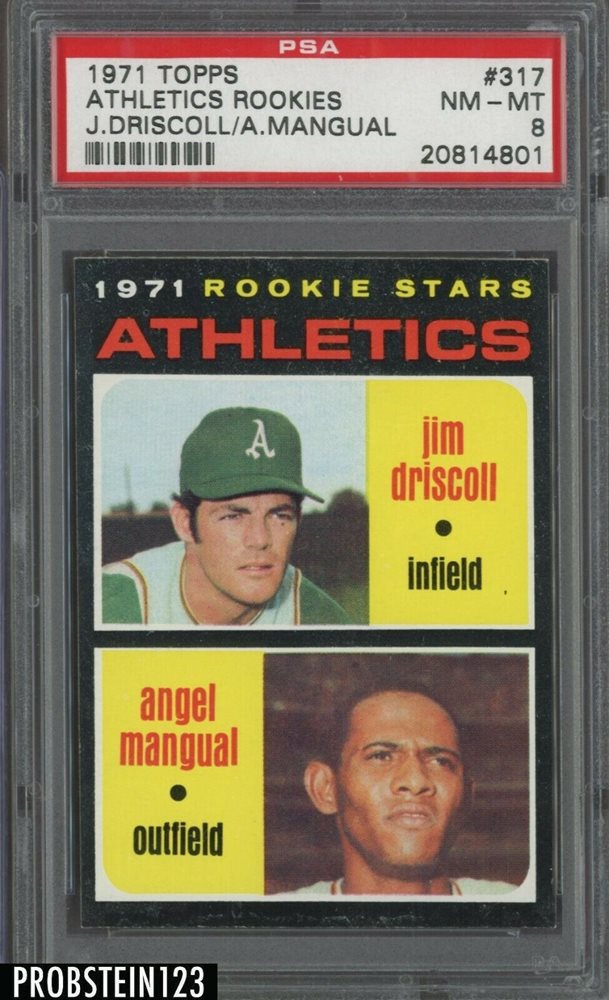 PSA
1971 TOPPS #317
ATHLETICS ROOKIES NM - MT
J.DRISCOLL/A.MANGUAL 8
20814801
1971 ROOKIE STARS
ATHLETICS
A
jim
driscoll
•
infield
angel
mangual
•
outfield
PROBSTEIN123